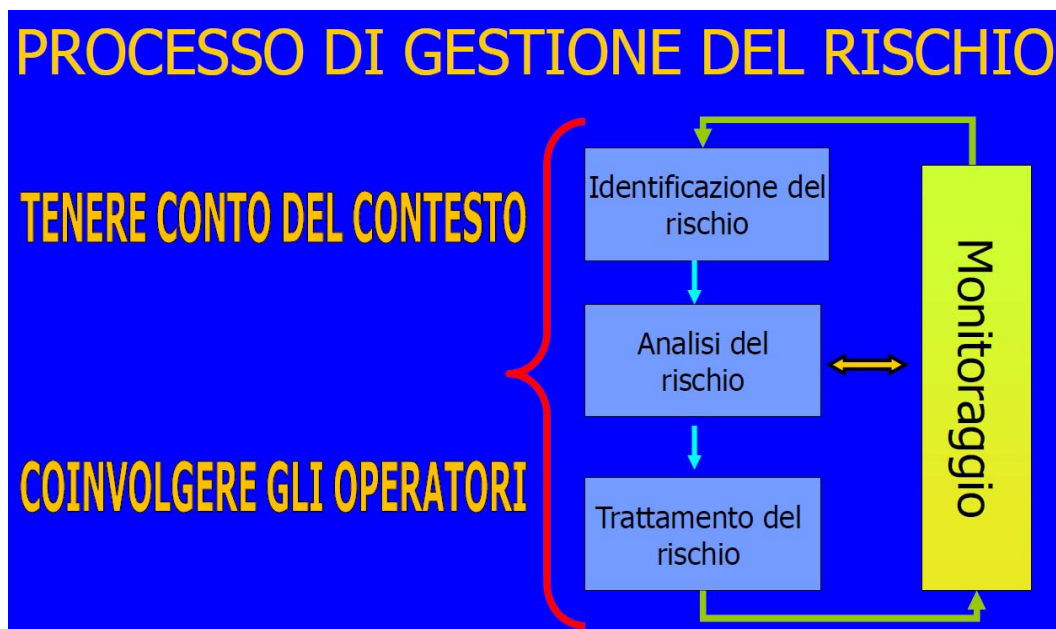 PROCESSO DI GESTIONE DEL RISCHIO
TENERE CONTO DEL CONTESTO
COINVOLGERE GLI OPERATORI
Identificazione del
rischio
Analisi del
rischio
Trattamento del
rischio
Monitoraggio